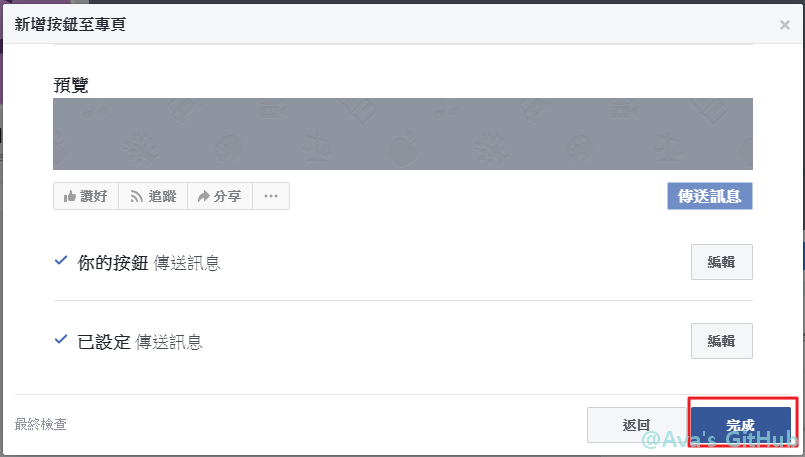 新增按鈕至專頁
預覽
讚好 追蹤 分享
傳送訊息
你的按鈕 傳送訊息
編輯
已設定 傳送訊息
編輯
最終檢查
返回
完成
@Ava's GitHub